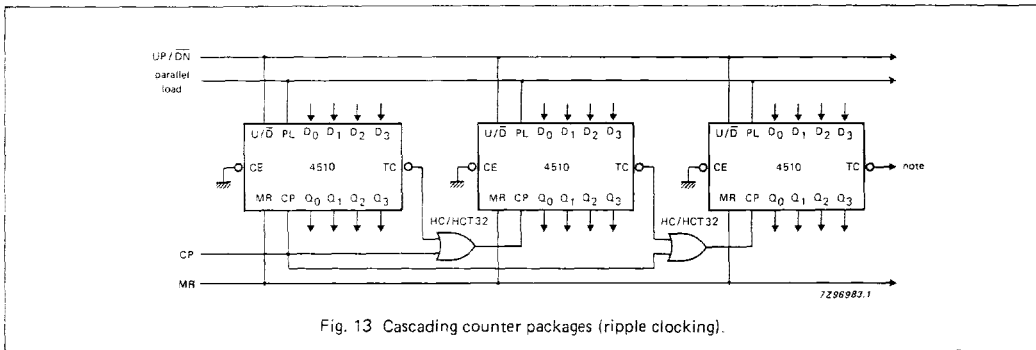 UP/DN
parallel
load
U/D PL D0 D1 D2 D3
CE 4510 TC
MR CP Q0 Q1 Q2 Q3
U/D PL D0 D1 D2 D3
CE 4510 TC
MR CP Q0 Q1 Q2 Q3
U/D PL D0 D1 D2 D3
CE 4510 TC
MR CP Q0 Q1 Q2 Q3
note
HC/HCT32
HC/HCT32
CP
MR
7Z96983.1
Fig. 13 Cascading counter packages (ripple clocking).